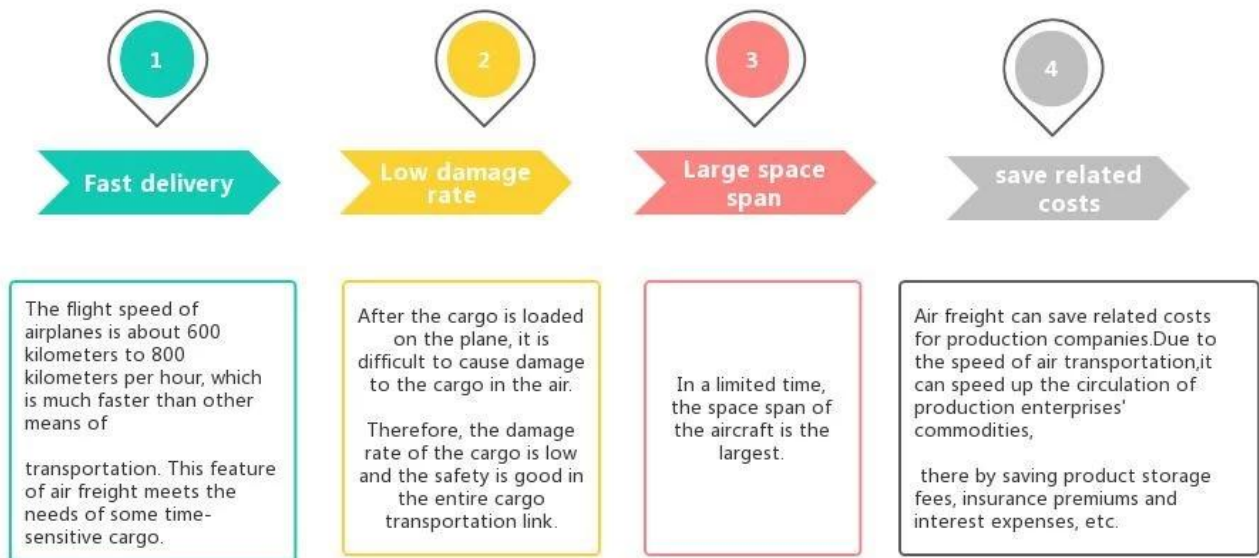 1
Fast delivery
The flight speed of
airplanes is about 600
kilometers to 800
kilometers per hour, which
is much faster than other
means of
transportation. This feature
of air freight meets the
needs of some time-
sensitive cargo.
2
Low damage
rate
After the cargo is loaded
on the plane, it is
difficult to cause damage
to the cargo in the air.
Therefore, the damage
rate of the cargo is low
and the safety is good in
the entire cargo
transportation link.
3
Large space
span
In a limited time,
the space span of
the aircraft is the
largest.
4
save related
costs
Air freight can save related costs
for production companies.Due to
the speed of air transportation,it
can speed up the circulation of
production enterprises'
commodities,
there by saving product storage
fees, insurance premiums and
interest expenses, etc.